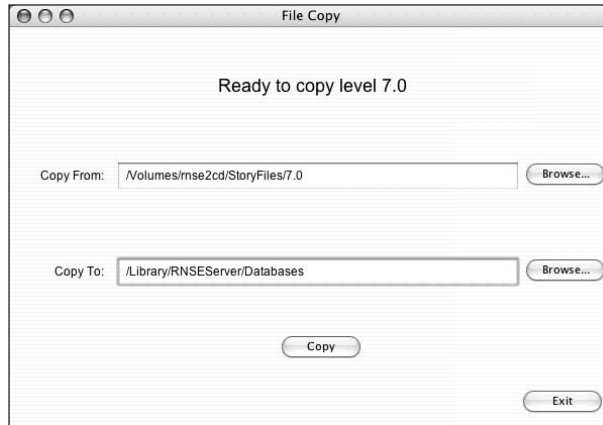 File Copy
Ready to copy level 7.0
Copy From: /Volumes/rnse2cd/StoryFiles/7.0 Browse...
Copy To: /Library/RNSEServer/Databases Browse...
Copy
Exit